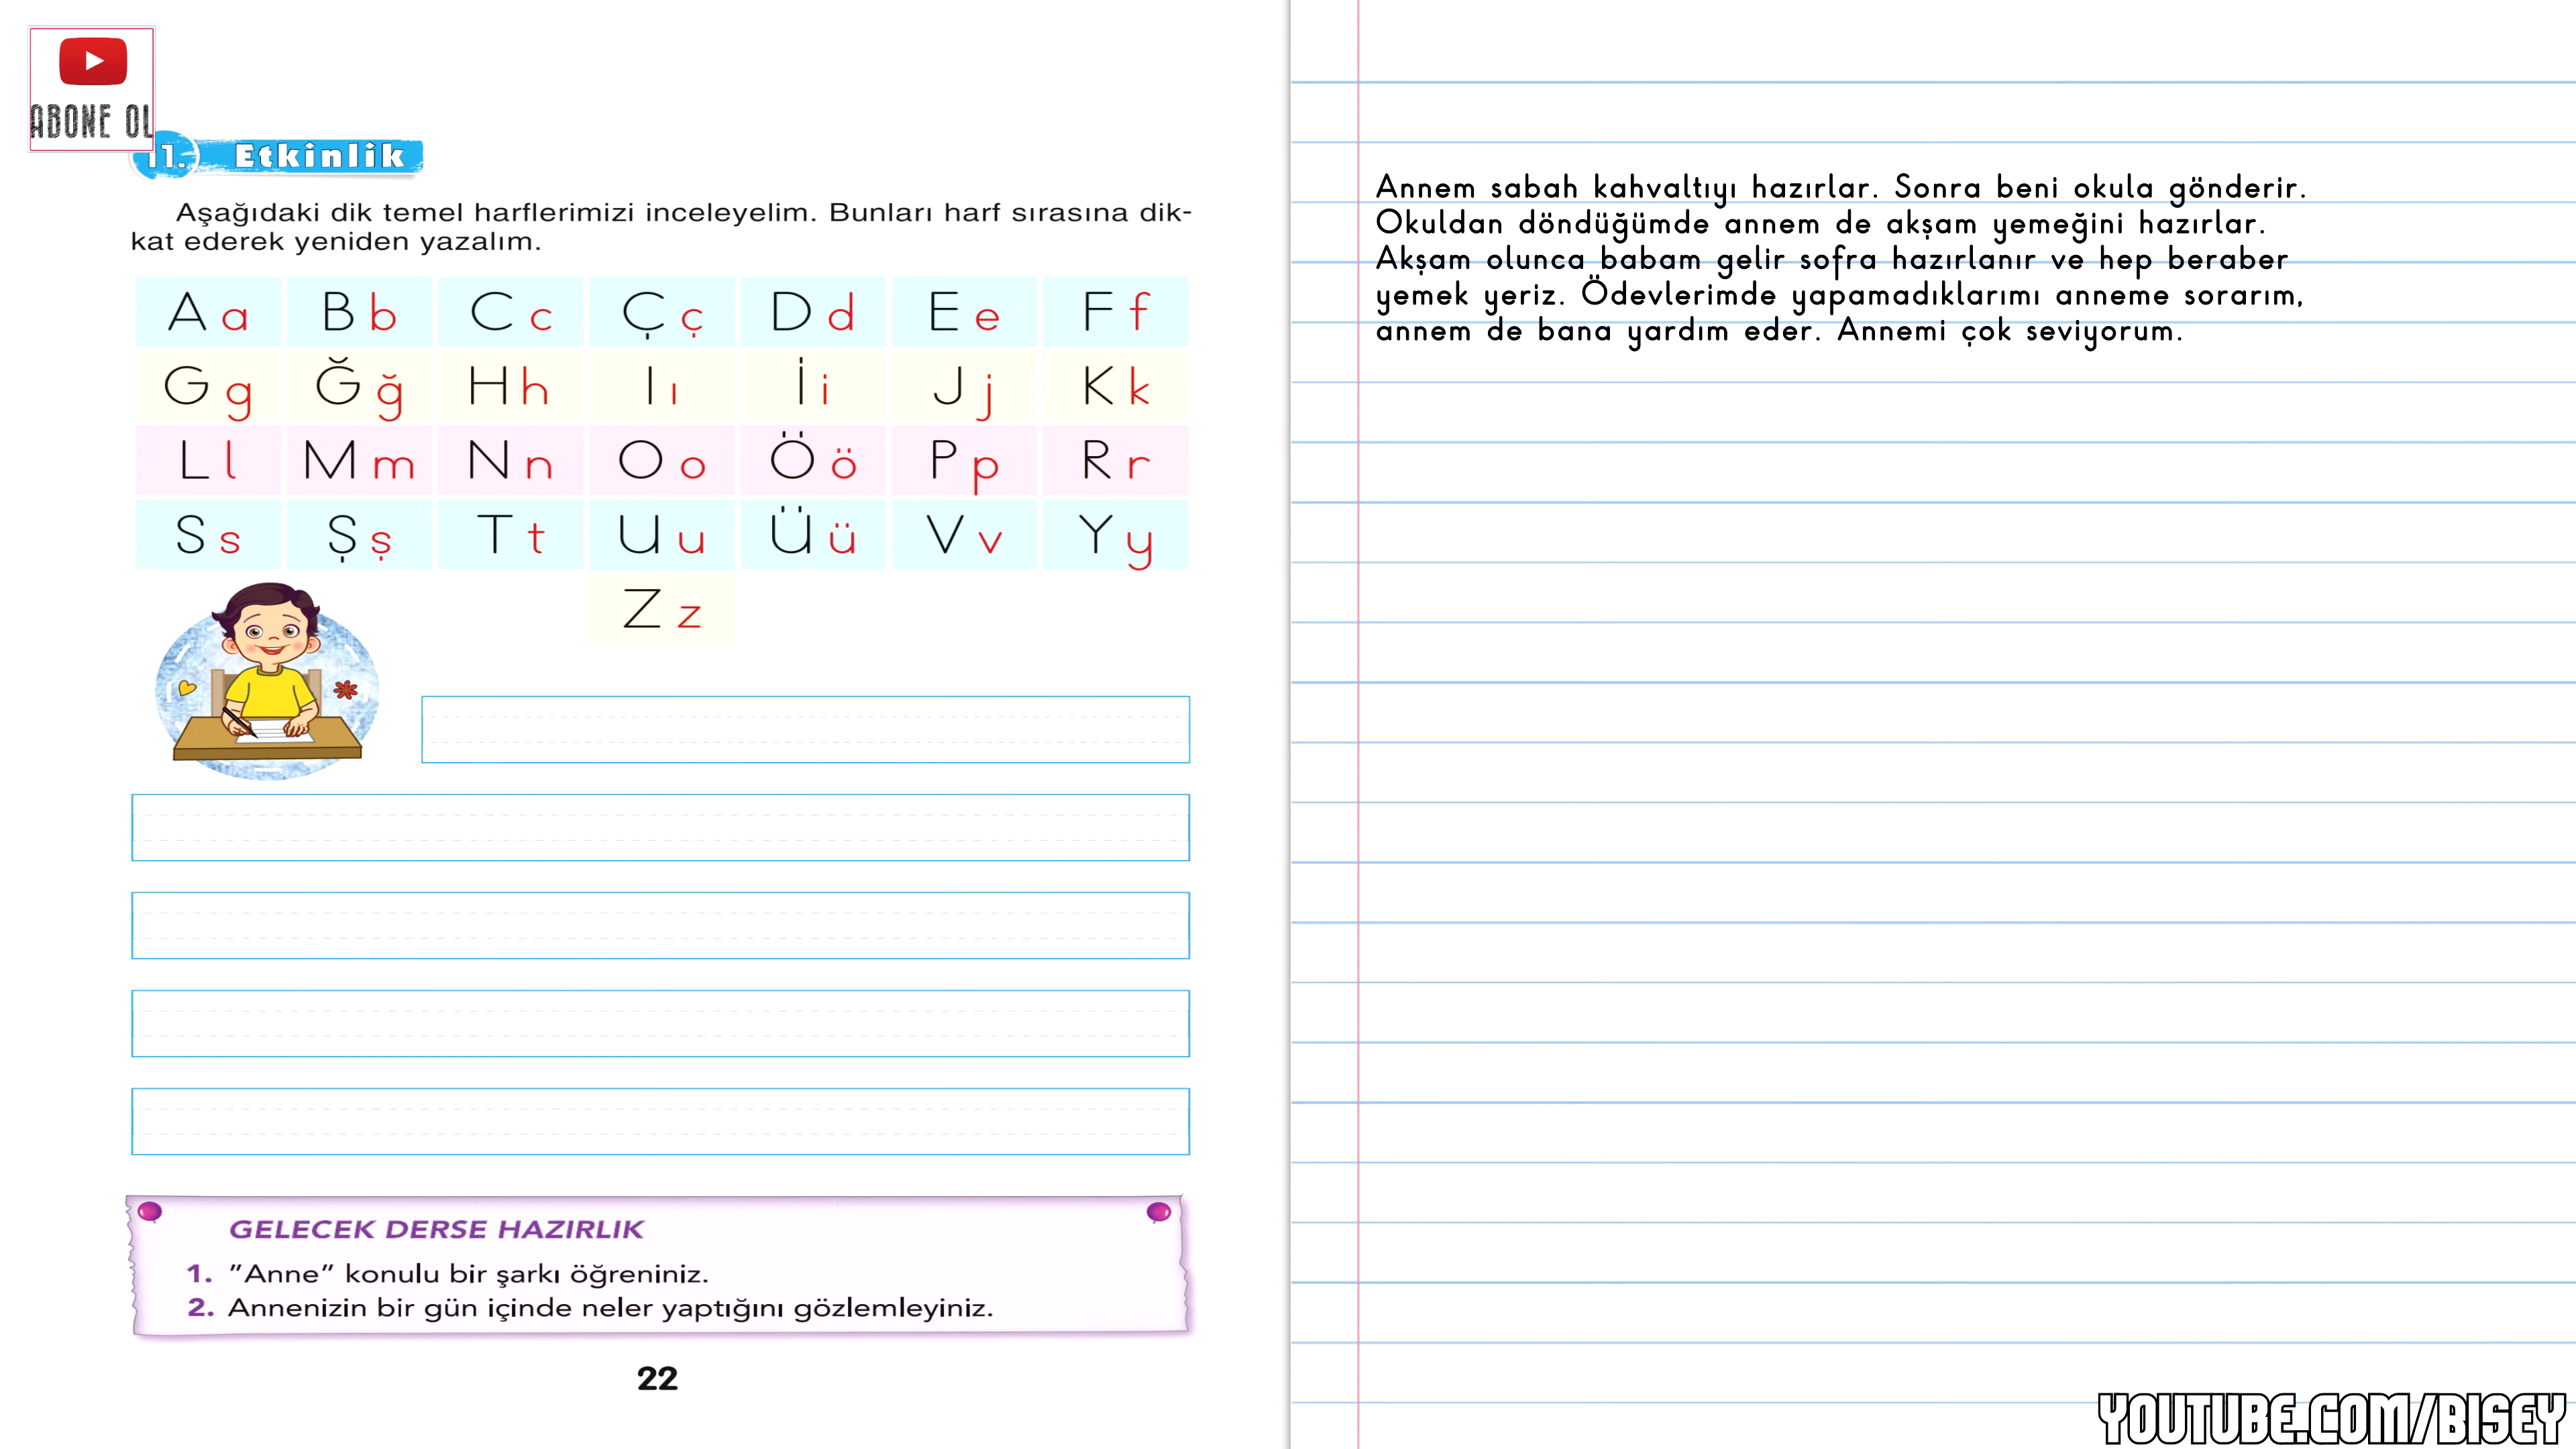 ABONE OL
11. Etkinlik
Aşağıdaki dik temel harflerimizi inceleyelim. Bunları harf sırasına dik-
kat ederek yeniden yazalım.
A a B b C c Ç ç D d E e F f
G g Ğ ğ H h I ı İ i J j K k
L l M m N n O o Ö ö P p R r
S s Ş ş T t U u Ü ü V v Y y
Z z
GELECEK DERSE HAZIRLIK
1. "Anne" konulu bir şarkı öğreniniz.
2. Annenizin bir gün içinde neler yaptığını gözlemleyiniz.
22
Annem sabah kahvaltıyı hazırlar. Sonra beni okula gönderir.
Okuldan döndüğümde annem de akşam yemeğini hazırlar.
Akşam olunca babam gelir sofra hazırlanır ve hep beraber
yemek yeriz. Ödevlerimde yapamadıklarımı anneme sorarım,
annem de bana yardım eder. Annemi çok seviyorum.
YOUTUBE.COM/BISEY